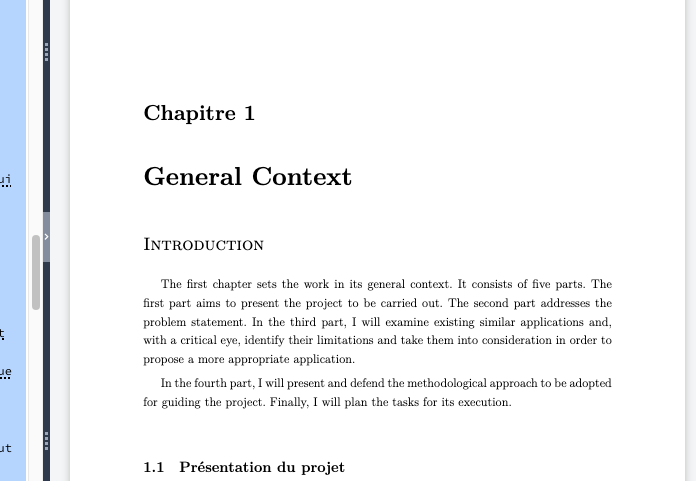 Chapitre 1
General Context
INTRODUCTION
The first chapter sets the work in its general context. It consists of five parts. The
first part aims to present the project to be carried out. The second part addresses the
problem statement. In the third part, I will examine existing similar applications and,
with a critical eye, identify their limitations and take them into consideration in order to
propose a more appropriate application.
In the fourth part, I will present and defend the methodological approach to be adopted
for guiding the project. Finally, I will plan the tasks for its execution.
1.1 Présentation du projet